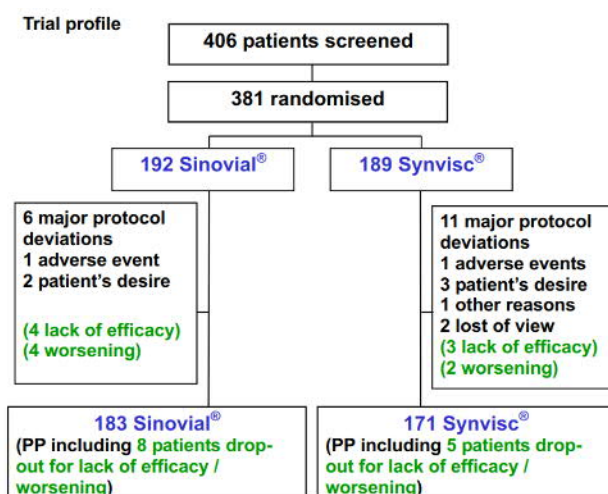 Trial profile
406 patients screened
381 randomised
192 Sinovial®
189 Synvisc®
6 major protocol
deviations
1 adverse event
2 patient's desire
(4 lack of efficacy)
(4 worsening)
11 major protocol
deviations
1 adverse events
3 patient's desire
1 other reasons
2 lost of view
(3 lack of efficacy)
(2 worsening)
183 Sinovial®
(PP including 8 patients drop-
out for lack of efficacy /
worsening)
171 Synvisc®
(PP including 5 patients drop-
out for lack of efficacy /
worsening)